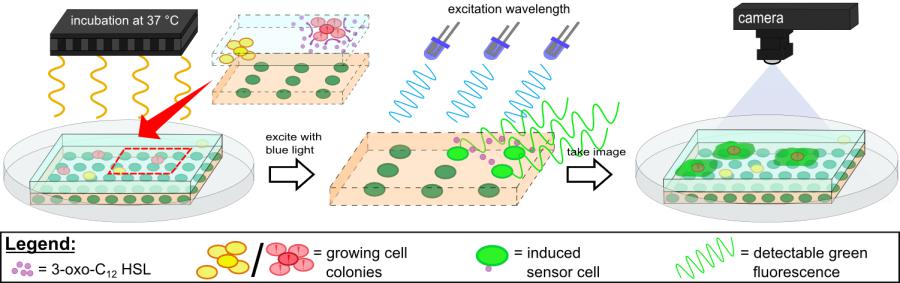 incubation at 37 °C
excitation wavelength
camera
excite with
blue light
take image
Legend:
= 3-oxo-C₁₂ HSL
/
= growing cell
colonies
= induced
sensor cell
= detectable green
fluorescence